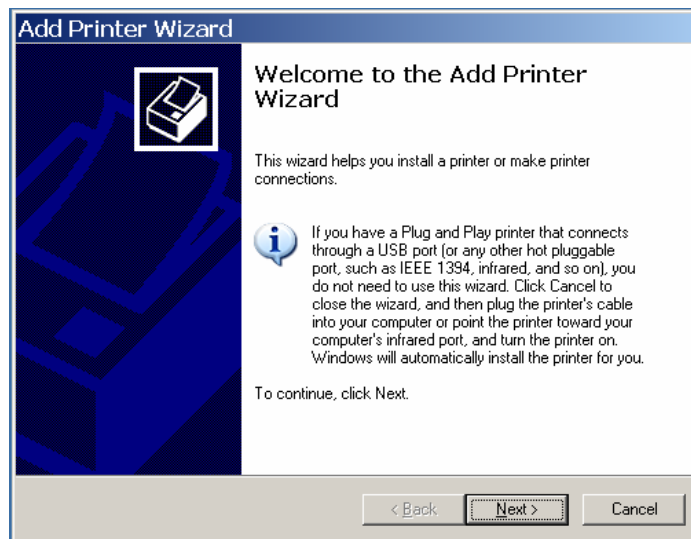 Add Printer Wizard
Welcome to the Add Printer
Wizard
This wizard helps you install a printer or make printer
connections.
If you have a Plug and Play printer that connects
through a USB port (or any other hot pluggable
port, such as IEEE 1394, infrared, and so on), you
do not need to use this wizard. Click Cancel to
close the wizard, and then plug the printer's cable
into your computer or point the printer toward your
computer's infrared port, and turn the printer on.
Windows will automatically install the printer for you.
To continue, click Next.
< Back Next > Cancel